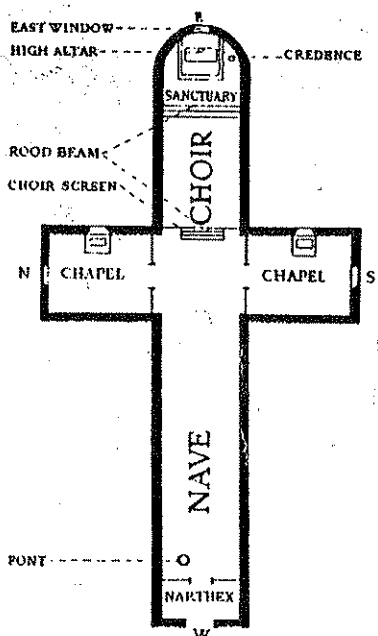 E
EAST WINDOW
HIGH ALTAR
CREDENCE
SANCTUARY
ROOD BEAM
CHOIR
CHOIR SCREEN
N CHAPEL CHAPEL S
NAVE
FONT
NARTHEX
W